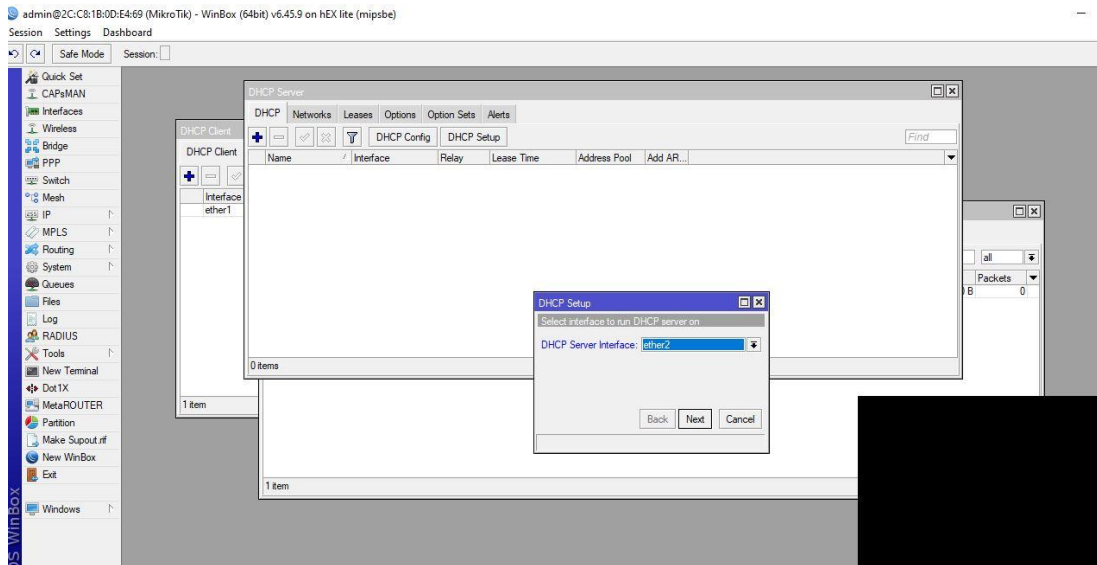 admin@2C:C8:1B:0D:E4:69 (MikroTik) - WinBox (64bit) v6.45.9 on hEX lite (mipsbe)
Session Settings Dashboard
Safe Mode Session:
Quick Set
CAPsMAN
Interfaces
Wireless
Bridge
PPP
Switch
Mesh
IP
MPLS
Routing
System
Queues
Files
Log
RADIUS
Tools
New Terminal
Dot1X
MetaROUTER
Partition
Make Supout.rif
New WinBox
Exit
Windows
WinBox
DHCP Client
DHCP Client
Interface
ether1
1 item
DHCP Server
DHCP Networks Leases Options Option Sets Alerts
DHCP Config DHCP Setup Find
Name Interface Relay Lease Time Address Pool Add AR...
0 items
DHCP Setup
Select interface to run DHCP server on
DHCP Server Interface: ether2
Back Next Cancel
all
Packets
B 0
1 item